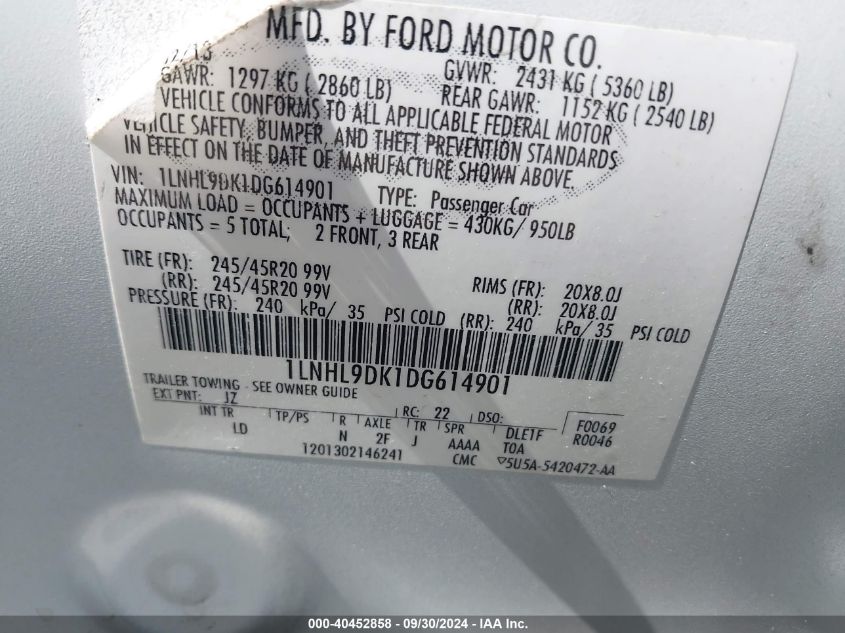 MFD. BY FORD MOTOR CO.
GVWR: 2431 KG ( 5360 LB)
GAWR: 1297 KG ( 2860 LB) REAR GAWR: 1152 KG ( 2540 LB)
VEHICLE CONFORMS TO ALL APPLICABLE FEDERAL MOTOR
VEHICLE SAFETY, BUMPER, AND THEFT PREVENTION STANDARDS
IN EFFECT ON THE DATE OF MANUFACTURE SHOWN ABOVE.
VIN: 1LNHL9DK1DG614901 TYPE: Passenger Car
MAXIMUM LOAD = OCCUPANTS + LUGGAGE = 430KG/ 950LB
OCCUPANTS = 5 TOTAL; 2 FRONT, 3 REAR
TIRE (FR): 245/45R20 99V RIMS (FR): 20X8.0J
(RR): 245/45R20 99V (RR): 20X8.0J
PRESSURE (FR): 240 kPa/ 35 PSI COLD (RR): 240 kPa/ 35 PSI COLD
1LNHL9DK1DG614901
TRAILER TOWING - SEE OWNER GUIDE
EXT PNT: JZ RC: 22 DSO: F0069
INT TR TP/PS R AXLE TR SPR DLETF R0046
LD N 2F J AAAA T0A
1201302146241 CMC ▽5U5A-5420472-AA
000-40452858 - 09/30/2024 - IAAI.com